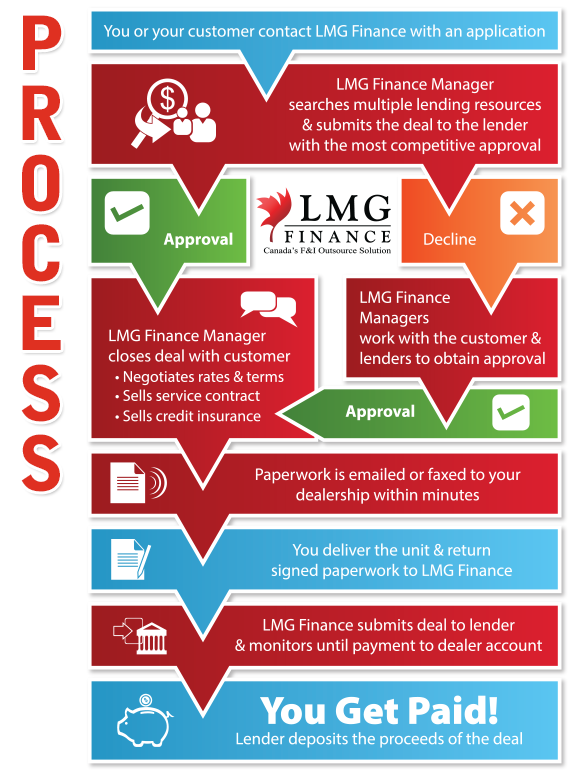 PROCESS
You or your customer contact LMG Finance with an application
$
LMG Finance Manager
searches multiple lending resources
& submits the deal to the lender
with the most competitive approval
Approval
LMG
FINANCE
Canada's F&I Outsource Solution
Decline
LMG Finance Manager
closes deal with customer
• Negotiates rates & terms
• Sells service contract
• Sells credit insurance
LMG Finance
Managers
work with the customer &
lenders to obtain approval
Approval
Paperwork is emailed or faxed to your
dealership within minutes
You deliver the unit & return
signed paperwork to LMG Finance
LMG Finance submits deal to lender
& monitors until payment to dealer account
$
You Get Paid!
Lender deposits the proceeds of the deal